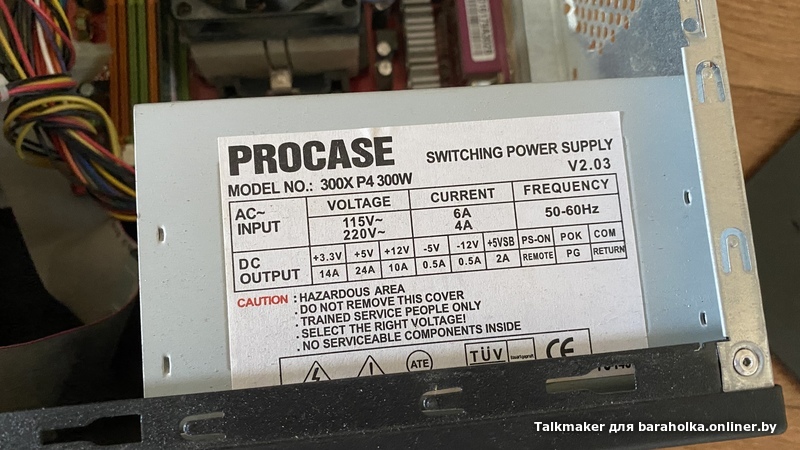 PROCASE
SWITCHING POWER SUPPLY
V2.03
MODEL NO.: 300X P4 300W
AC~ INPUT
VOLTAGE CURRENT FREQUENCY
115V~ 6A
220V~ 4A
50-60Hz
DC OUTPUT
+3.3V +5V +12V -5V -12V +5VSB PS-ON POK COM
14A 24A 10A 0.5A 0.5A 2A REMOTE PG RETURN
CAUTION : HAZARDOUS AREA
. DO NOT REMOVE THIS COVER
. TRAINED SERVICE PEOPLE ONLY
. SELECT THE RIGHT VOLTAGE!
. NO SERVICEABLE COMPONENTS INSIDE
ATE
TÜV
CE
Talkmaker для baraholka.onliner.by